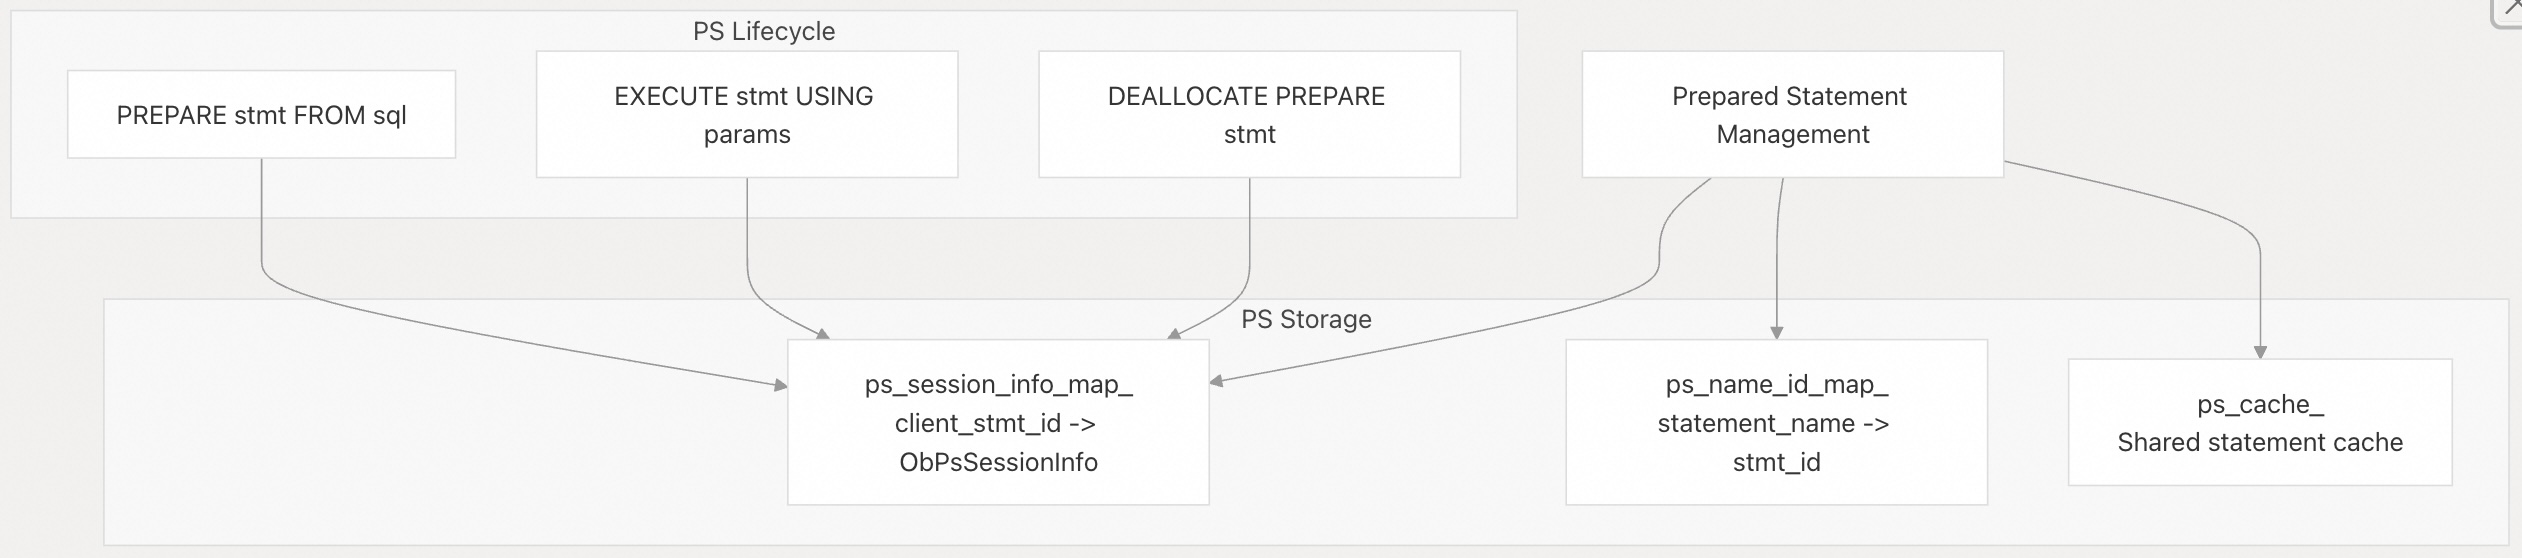 PS Lifecycle
PREPARE stmt FROM sql
EXECUTE stmt USING
params
DEALLOCATE PREPARE
stmt
Prepared Statement
Management
PS Storage
ps_session_info_map_
client_stmt_id ->
ObPsSessionInfo
ps_name_id_map_
statement_name ->
stmt_id
ps_cache_
Shared statement cache